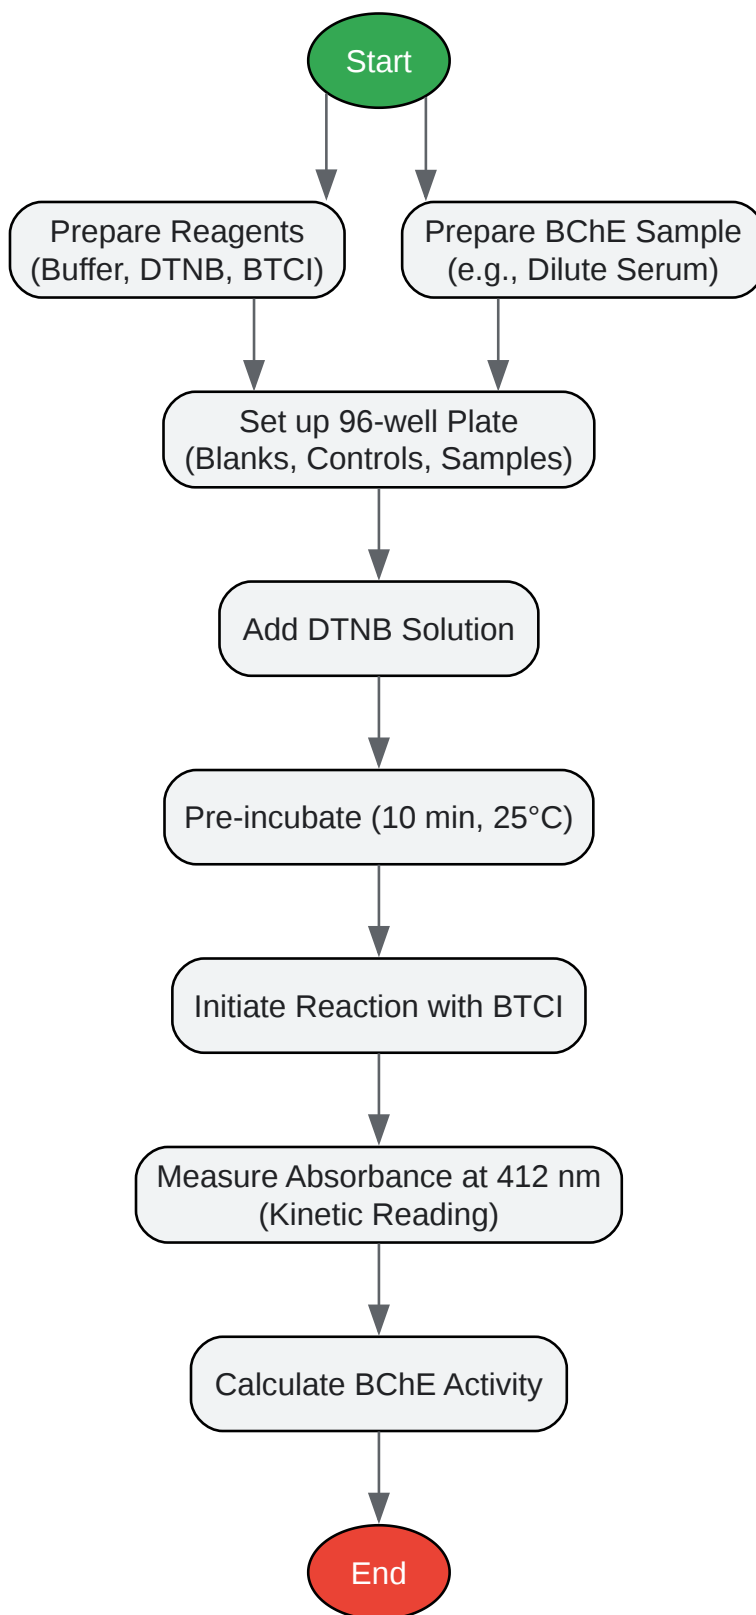 Start
Prepare Reagents
(Buffer, DTNB, BTCI)
Prepare BChE Sample
(e.g., Dilute Serum)
Set up 96-well Plate
(Blanks, Controls, Samples)
Add DTNB Solution
Pre-incubate (10 min, 25°C)
Initiate Reaction with BTCI
Measure Absorbance at 412 nm
(Kinetic Reading)
Calculate BChE Activity
End